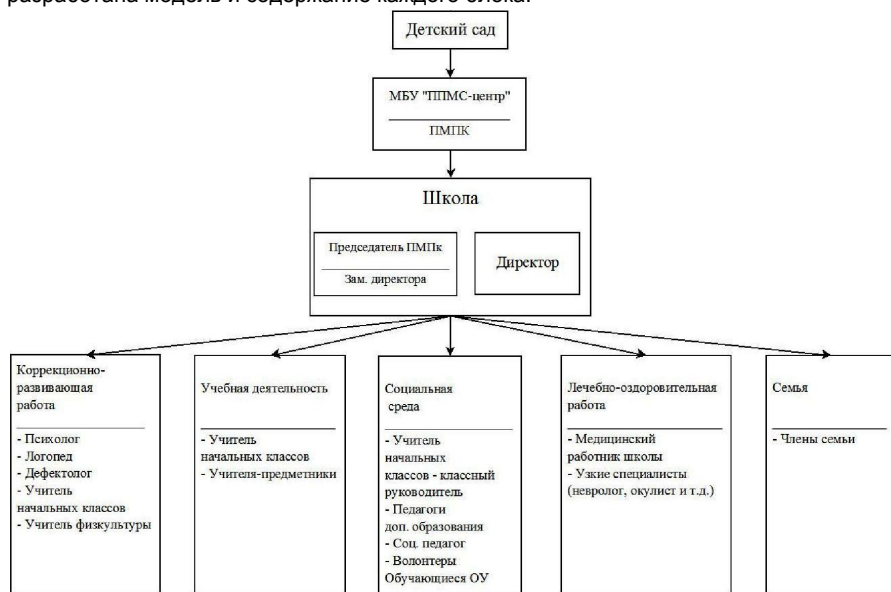 разработана модель и содержание каждого блока.
Детский сад
МБУ "ППМС-центр"
ПМПК
Школа
Председатель ПМПк
Зам. директора
Директор
Коррекционно-
развивающая
работа
- Психолог
- Логопед
- Дефектолог
- Учитель
начальных классов
- Учитель физкультуры
Учебная деятельность
- Учитель
начальных классов
- Учителя-предметники
Социальная
среда
- Учитель
начальных
классов - классный
руководитель
- Педагоги
доп. образования
- Соц. педагог
- Волонтеры
Обучающиеся ОУ
Лечебно-оздоровительная
работа
- Медицинский
работник школы
- Узкие специалисты
(невролог, окулист и т.д.)
Семья
- Члены семьи